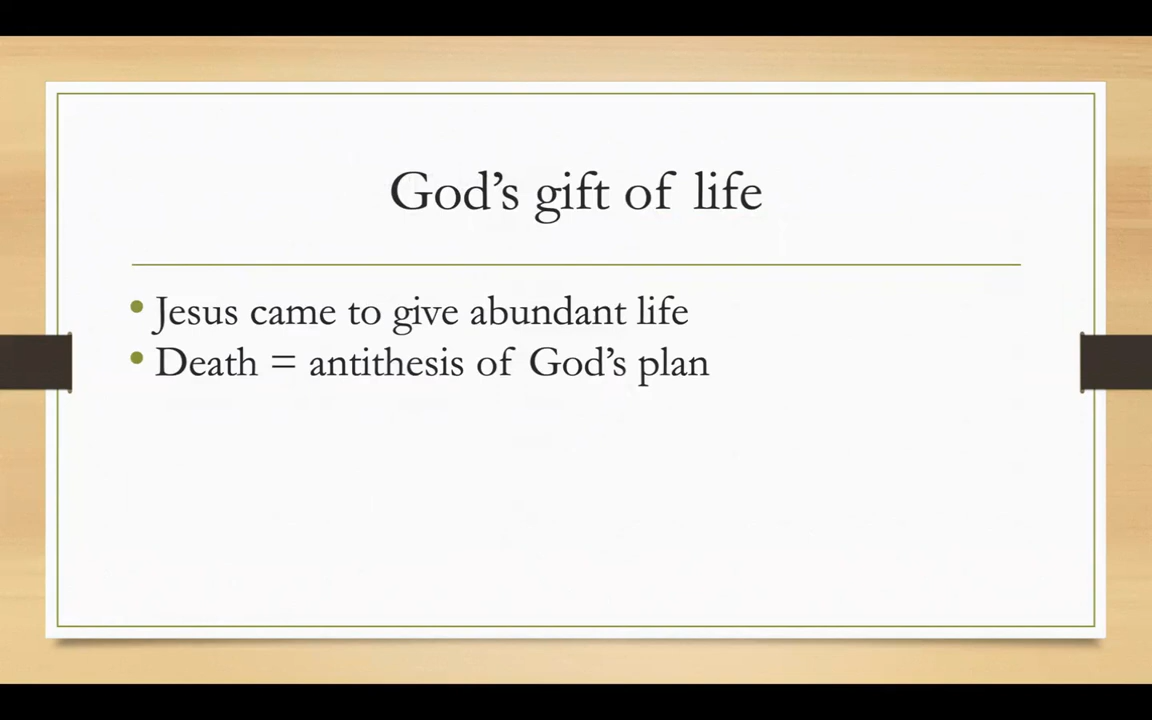 God’s gift of life
• Jesus came to give abundant life
• Death = antithesis of God’s plan